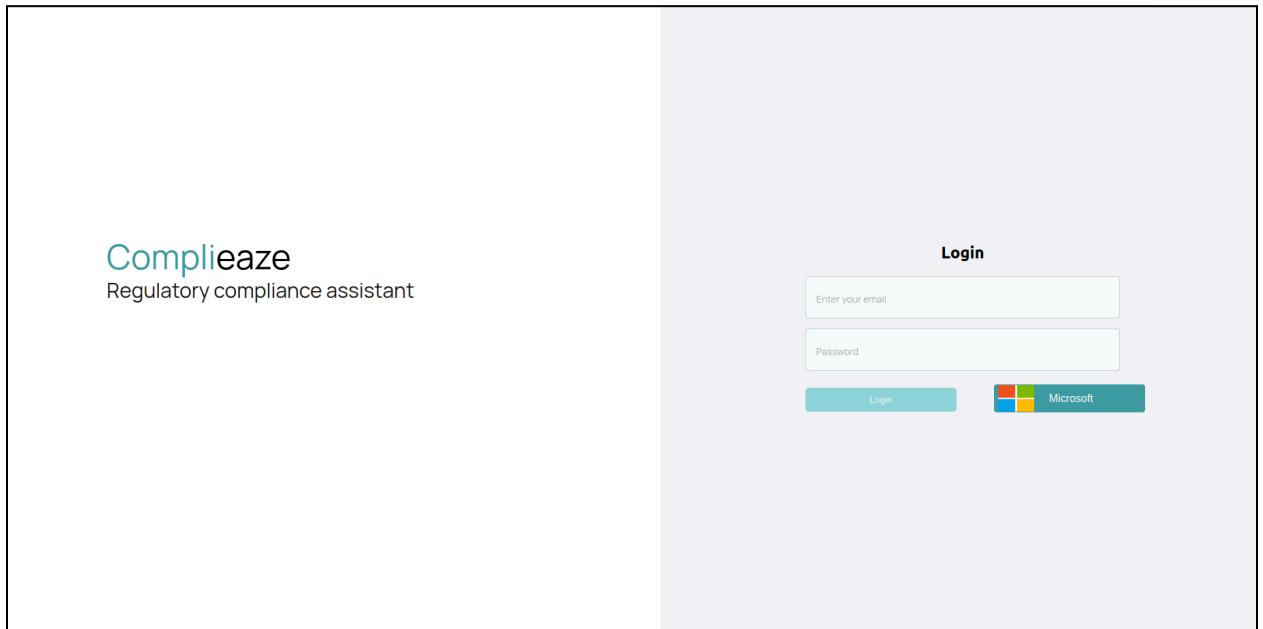 Complieaze
Regulatory compliance assistant
Login
Enter your email
Password
Login
Microsoft